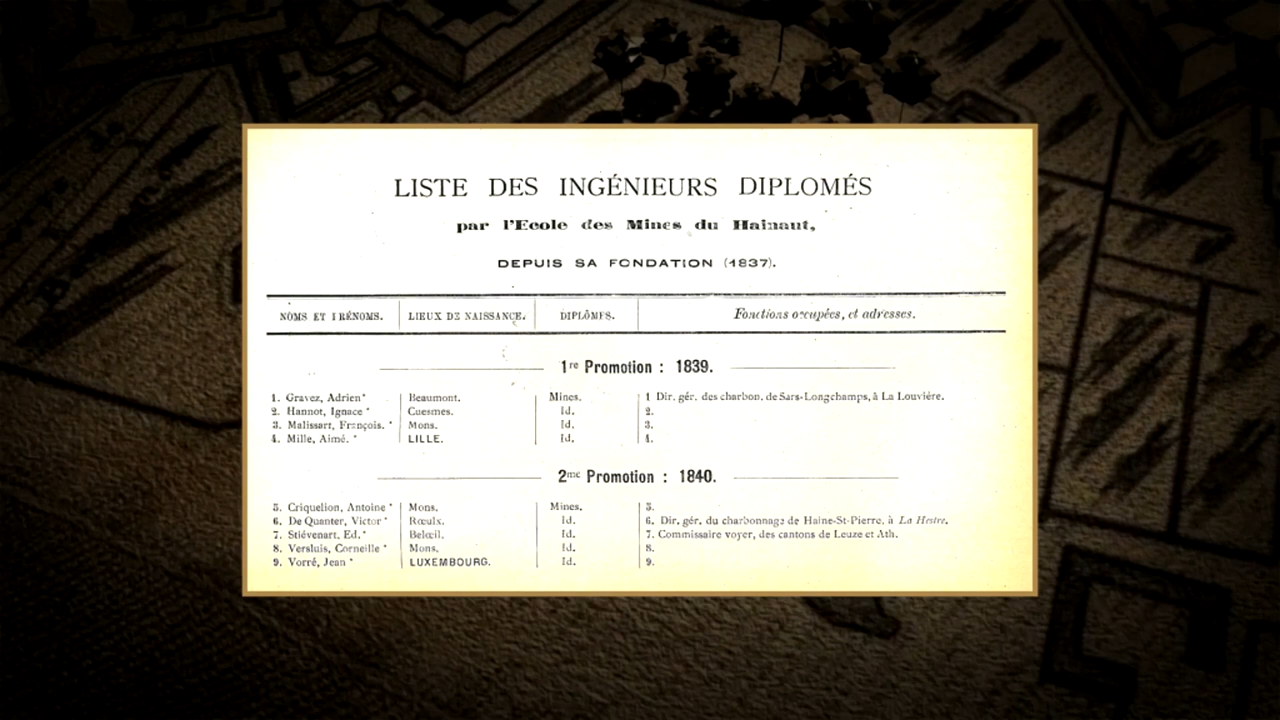 LISTE DES INGÉNIEURS DIPLOMÉS
par l'Ecole des Mines du Hainaut,
DEPUIS SA FONDATION (1837).
NOMS ET PRÉNOMS. LIEUX DE NAISSANCE. DIPLÔMES. Fonctions occupées, et adresses.
1re Promotion : 1839.
1. Gravez, Adrien * Beaumont. Mines. 1 Dir. gér. des charbon. de Sars-Longchamps, à La Louvière.
2. Hannot, Ignace * Cuesmes. Id. 2.
3. Malissart, François. * Mons. Id. 3.
4. Mille, Aimé. * LILLE. Id. 4.
2me Promotion : 1840.
5. Criquelion, Antoine * Mons. Mines. 5.
6. De Quanter, Victor * Rœulx. Id. 6. Dir. gér. du charbonnage de Haine-St-Pierre, à La Hestre.
7. Stiévenart, Ed. * Belœil. Id. 7. Commissaire voyer, des cantons de Leuze et Ath.
8. Versluis, Corneille * Mons. Id. 8.
9. Vorré, Jean * LUXEMBOURG. Id. 9.